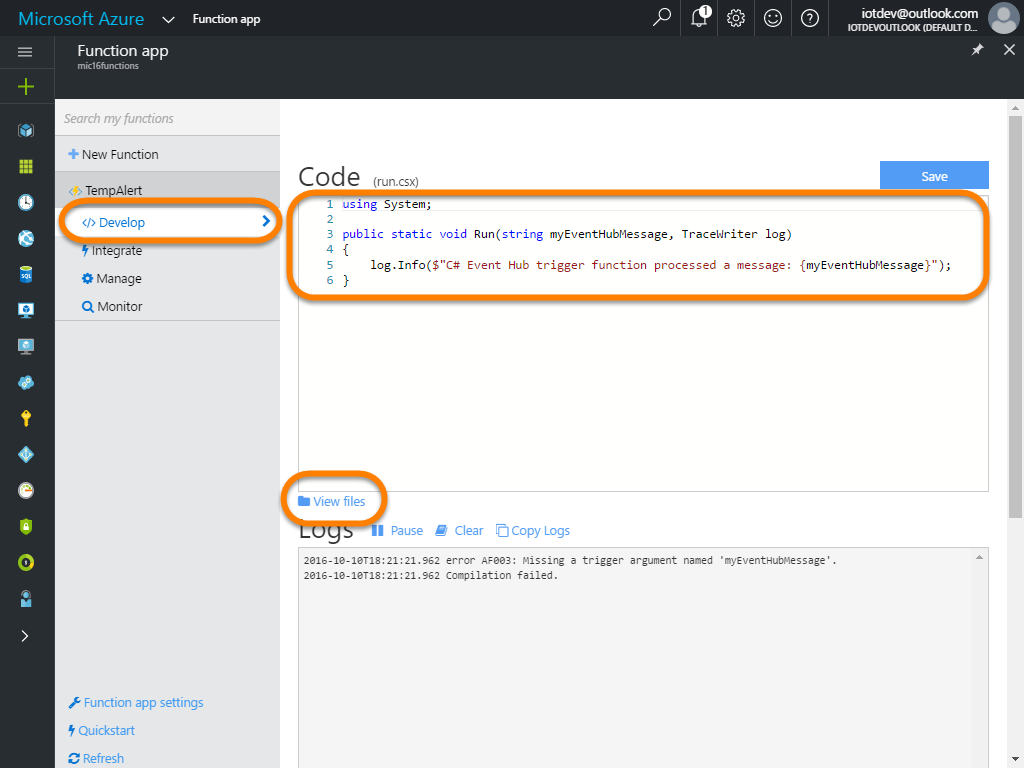 Microsoft Azure
Function app
1
iotdev@outlook.com
IOTDEVOUTLOOK (DEFAULT D...
Function app
mic16functions
Search my functions
New Function
TempAlert
</> Develop
Integrate
Manage
Monitor
Function app settings
Quickstart
Refresh
Code (run.csx)
Save
1 using System;
2
3 public static void Run(string myEventHubMessage, TraceWriter log)
4 {
5 log.Info($"C# Event Hub trigger function processed a message: {myEventHubMessage}");
6 }
View files
Logs Pause Clear Copy Logs
2016-10-10T18:21:21.962 error AF003: Missing a trigger argument named 'myEventHubMessage'.
2016-10-10T18:21:21.962 Compilation failed.